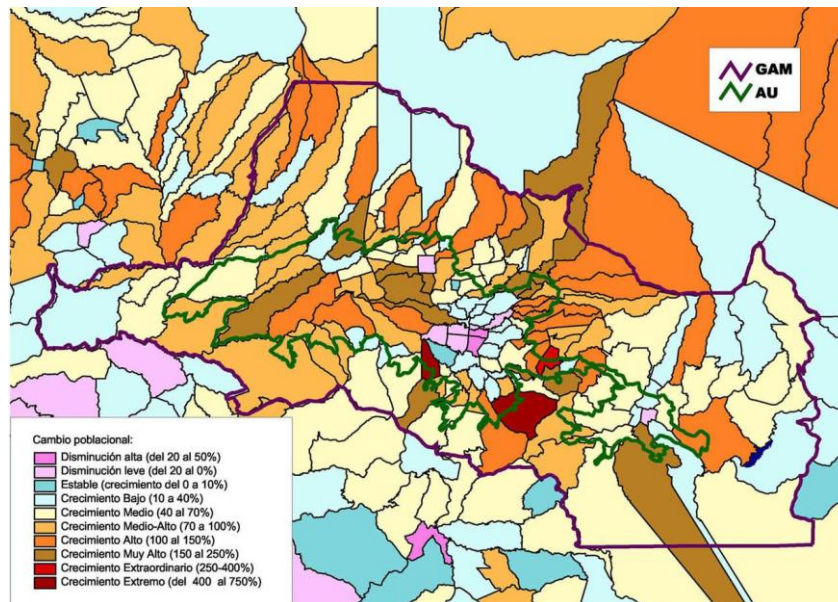 GAM
AU
Cambio poblacional:
Disminución alta (del 20 al 50%)
Disminución leve (del 20 al 0%)
Estable (crecimiento del 0 a 10%)
Crecimiento Bajo (10 a 40%)
Crecimiento Medio (40 al 70%)
Crecimiento Medio-Alto (70 a 100%)
Crecimiento Alto (100 al 150%)
Crecimiento Muy Alto (150 al 250%)
Crecimiento Extraordinario (250-400%)
Crecimiento Extremo (del 400 al 750%)